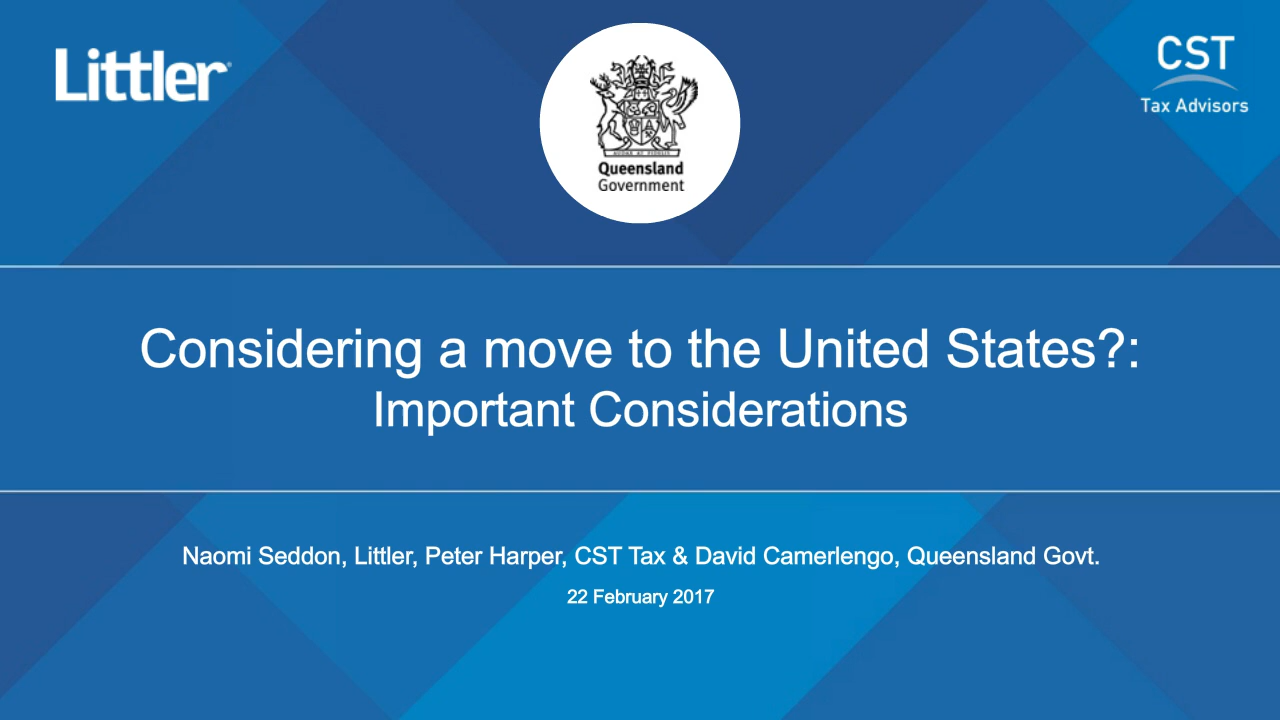 Littler
CST
Tax Advisors
Queensland
Government
Considering a move to the United States?:
Important Considerations
Naomi Seddon, Littler, Peter Harper, CST Tax & David Camerlengo, Queensland Govt.
22 February 2017